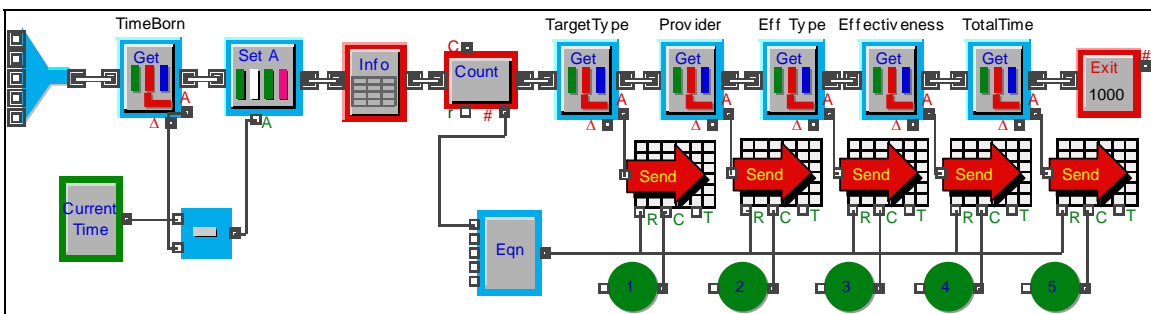 TimeBorn
TargetType Provider Eff Type Effectiveness TotalTime
Get Set A Info C Count Get Get Get Get Get Exit #
1000
A A A A A A
Δ A r # Δ Δ Δ Δ Δ
Send Send Send Send Send
Current
Time
-
R C T R C T R C T R C T R C T
Eqn
1 2 3 4 5